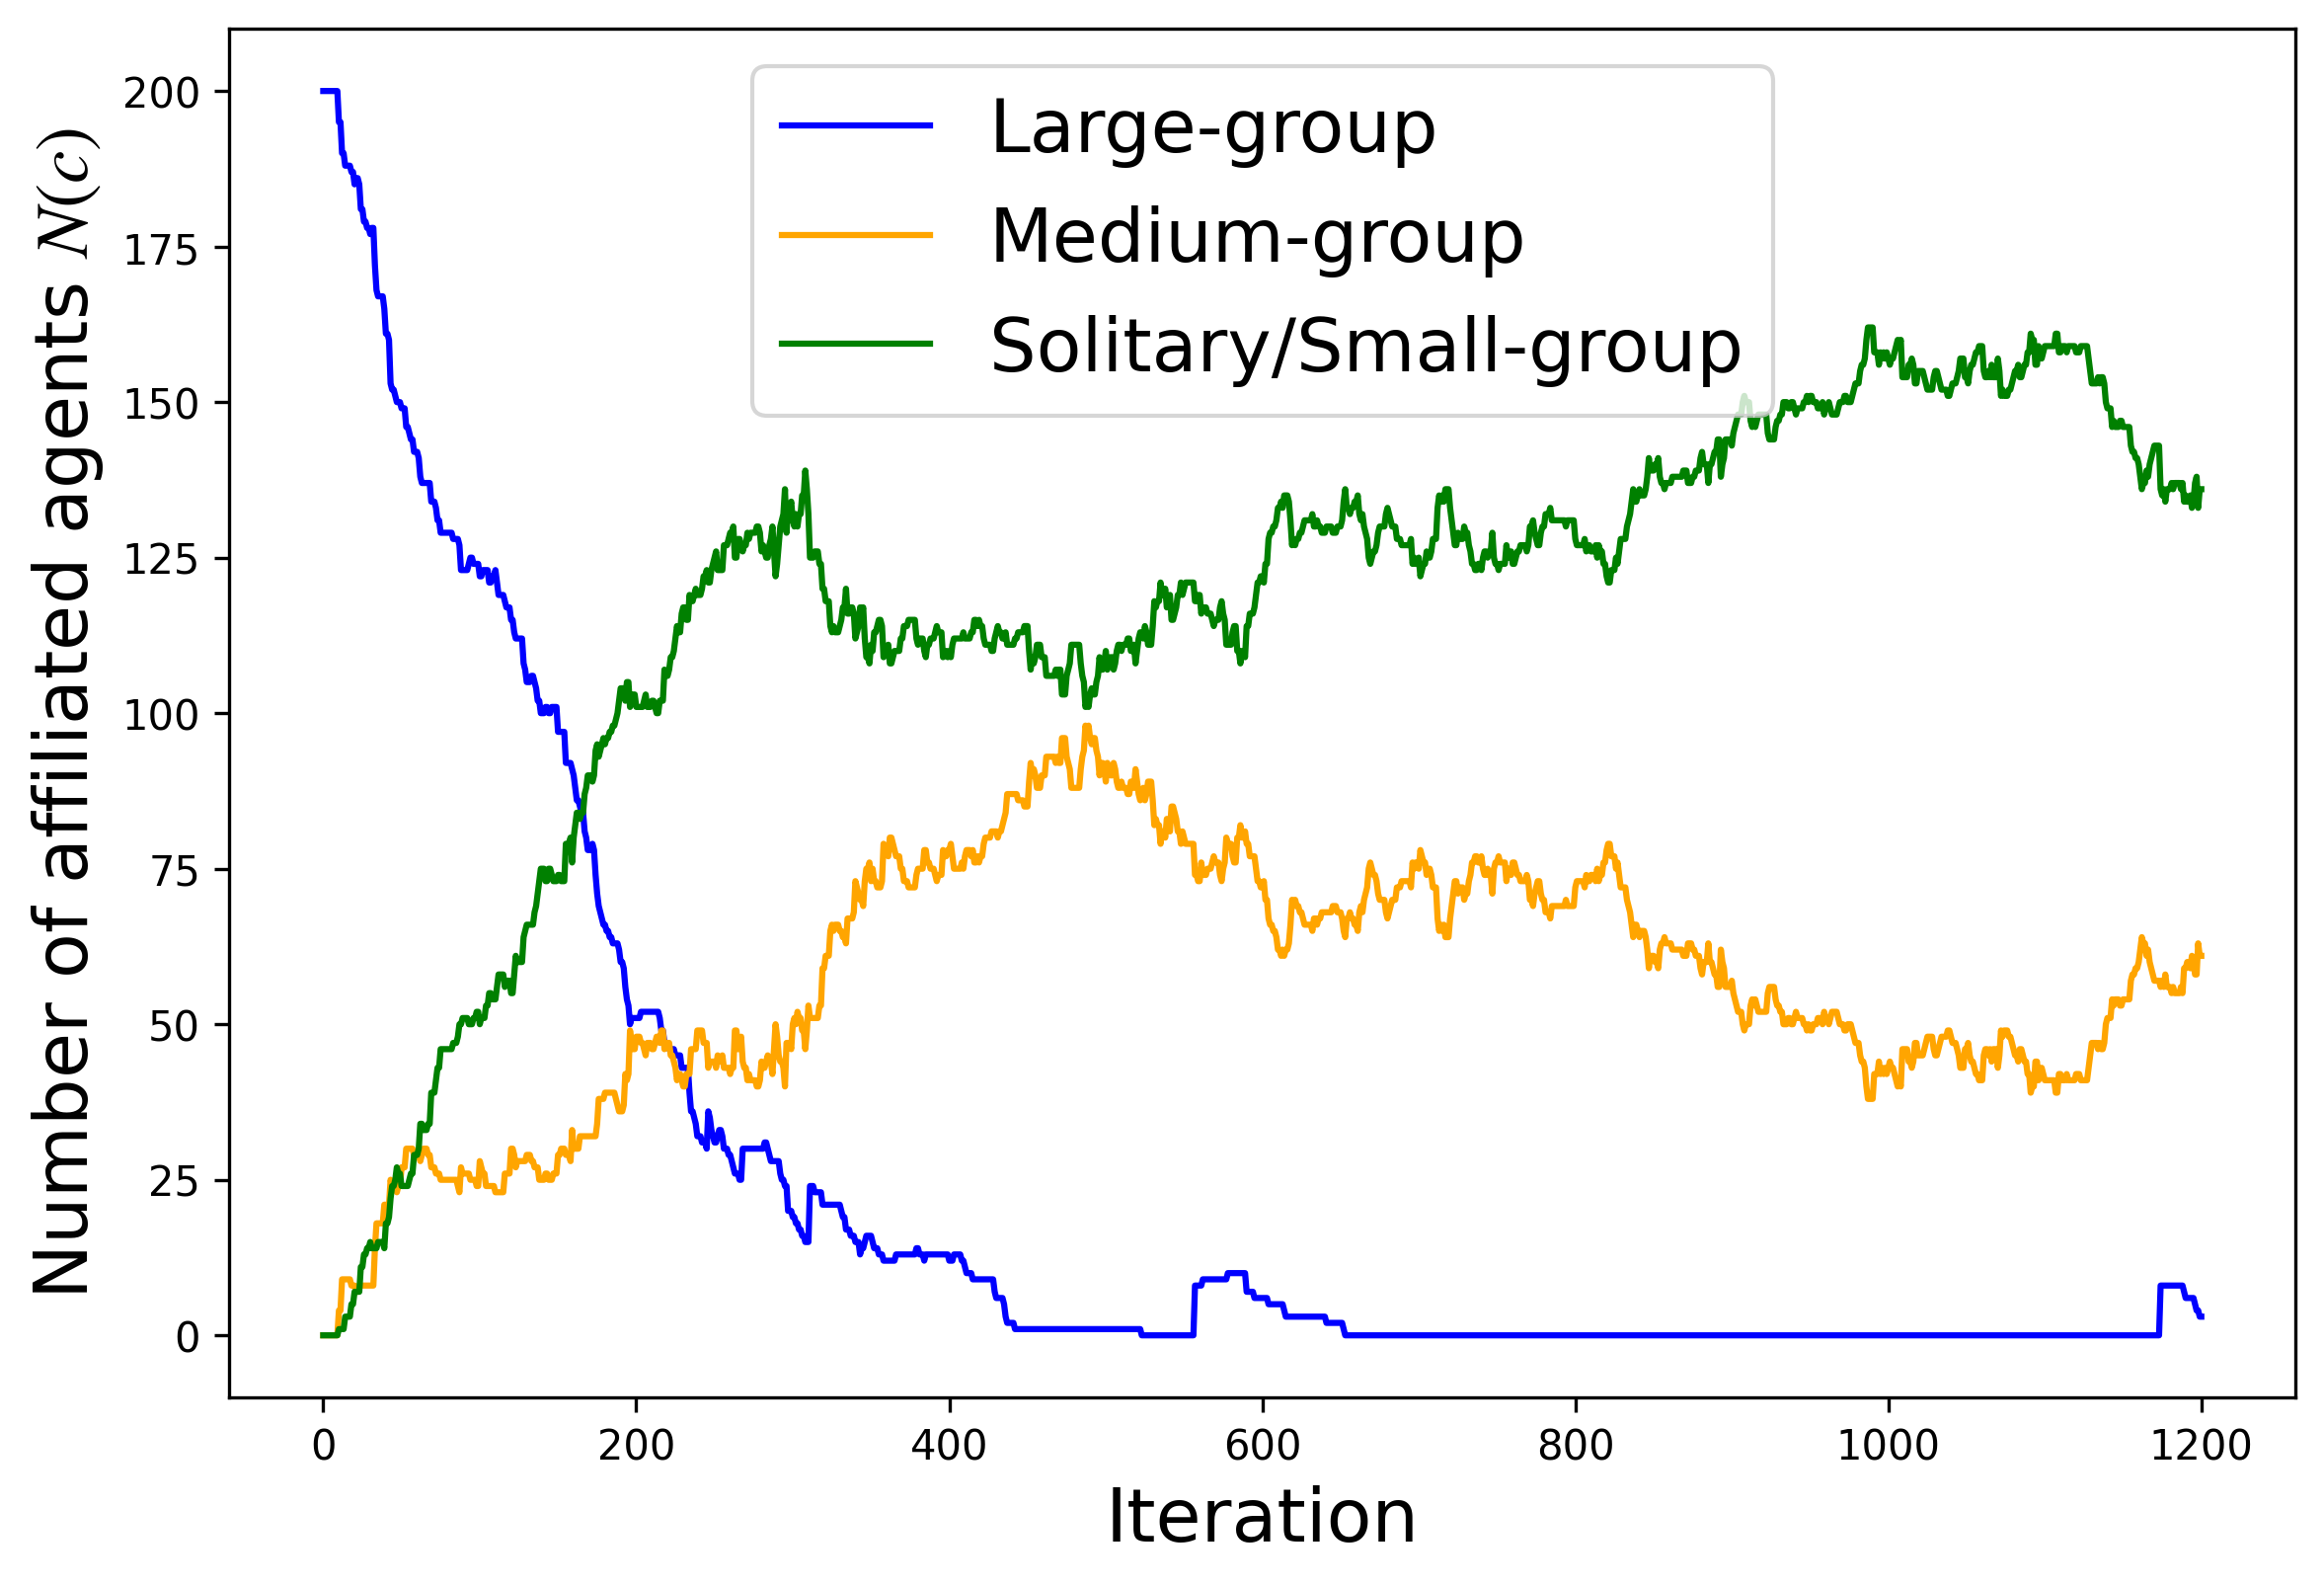 Number of affiliated agents N(c)
200
175
150
125
100
75
50
25
0
Large-group
Medium-group
Solitary/Small-group
0 200 400 600 800 1000 1200
Iteration